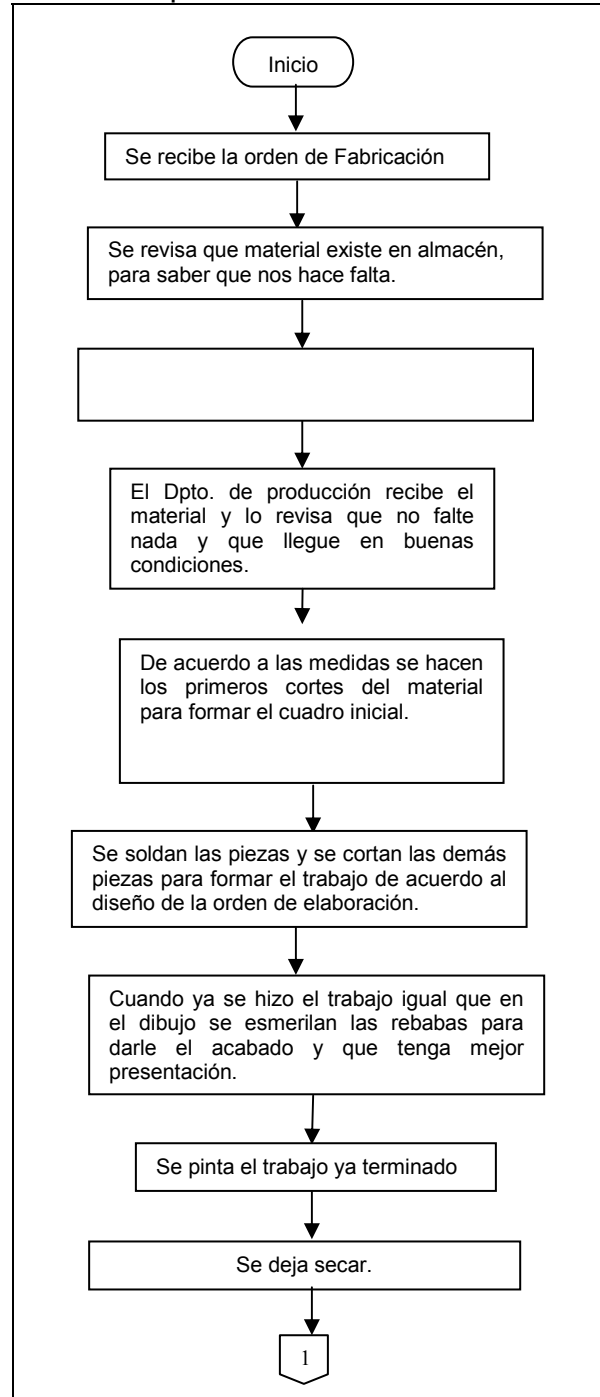 Inicio
Se recibe la orden de Fabricación
Se revisa que material existe en almacén,
para saber que nos hace falta.
El Dpto. de producción recibe el
material y lo revisa que no falte
nada y que llegue en buenas
condiciones.
De acuerdo a las medidas se hacen
los primeros cortes del material
para formar el cuadro inicial.
Se soldan las piezas y se cortan las demás
piezas para formar el trabajo de acuerdo al
diseño de la orden de elaboración.
Cuando ya se hizo el trabajo igual que en
el dibujo se esmerilan las rebabas para
darle el acabado y que tenga mejor
presentación.
Se pinta el trabajo ya terminado
Se deja secar.
1